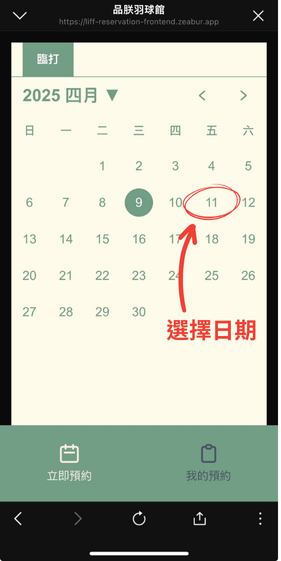 品朕羽球館
https://liff-reservation-frontend.zeabur.app
臨打
2025 四月 ▼
日 一 二 三 四 五 六
1 2 3 4 5
6 7 8 9 10 11 12
13 14 15 16 17 18 19
20 21 22 23 24 25 26
27 28 29 30
選擇日期
立即預約 我的預約